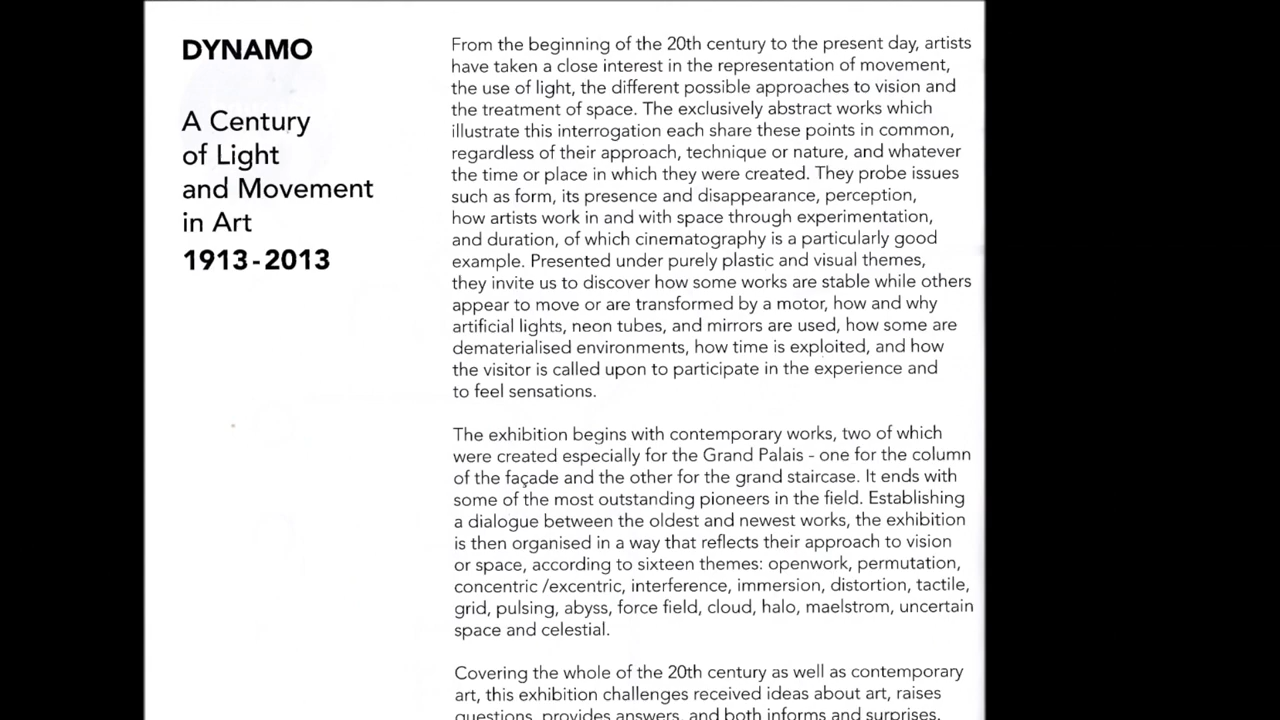 DYNAMO
A Century
of Light
and Movement
in Art
1913-2013
From the beginning of the 20th century to the present day, artists
have taken a close interest in the representation of movement,
the use of light, the different possible approaches to vision and
the treatment of space. The exclusively abstract works which
illustrate this interrogation each share these points in common,
regardless of their approach, technique or nature, and whatever
the time or place in which they were created. They probe issues
such as form, its presence and disappearance, perception,
how artists work in and with space through experimentation,
and duration, of which cinematography is a particularly good
example. Presented under purely plastic and visual themes,
they invite us to discover how some works are stable while others
appear to move or are transformed by a motor, how and why
artificial lights, neon tubes, and mirrors are used, how some are
dematerialised environments, how time is exploited, and how
the visitor is called upon to participate in the experience and
to feel sensations.
The exhibition begins with contemporary works, two of which
were created especially for the Grand Palais - one for the column
of the façade and the other for the grand staircase. It ends with
some of the most outstanding pioneers in the field. Establishing
a dialogue between the oldest and newest works, the exhibition
is then organised in a way that reflects their approach to vision
or space, according to sixteen themes: openwork, permutation,
concentric /excentric, interference, immersion, distortion, tactile,
grid, pulsing, abyss, force field, cloud, halo, maelstrom, uncertain
space and celestial.
Covering the whole of the 20th century as well as contemporary
art, this exhibition challenges received ideas about art, raises
questions, provides answers, and both informs and surprises.